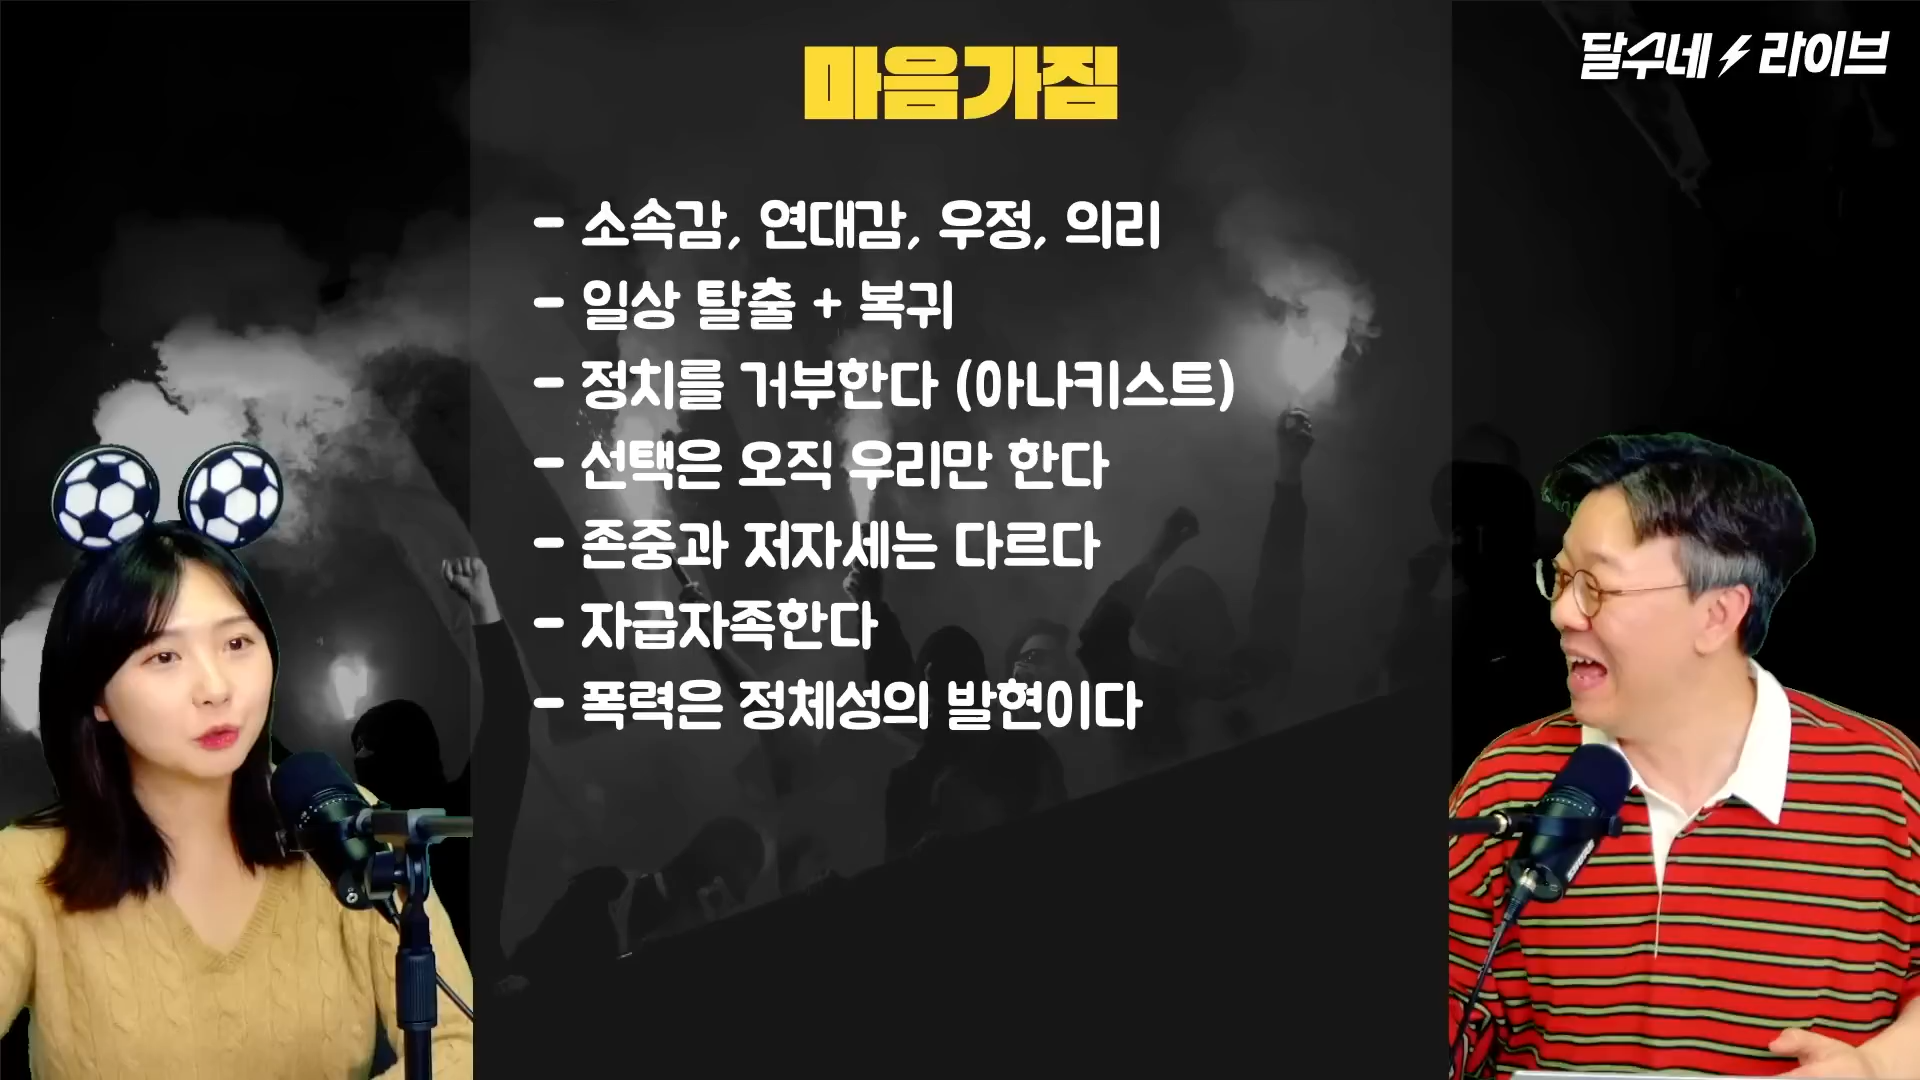 마음가짐
달수네 라이브
- 소속감, 연대감, 우정, 의리
- 일상 탈출 + 복귀
- 정치를 거부한다 (아나키스트)
- 선택은 오직 우리만 한다
- 존중과 저자세는 다르다
- 자급자족한다
- 폭력은 정체성의 발현이다
SHURE